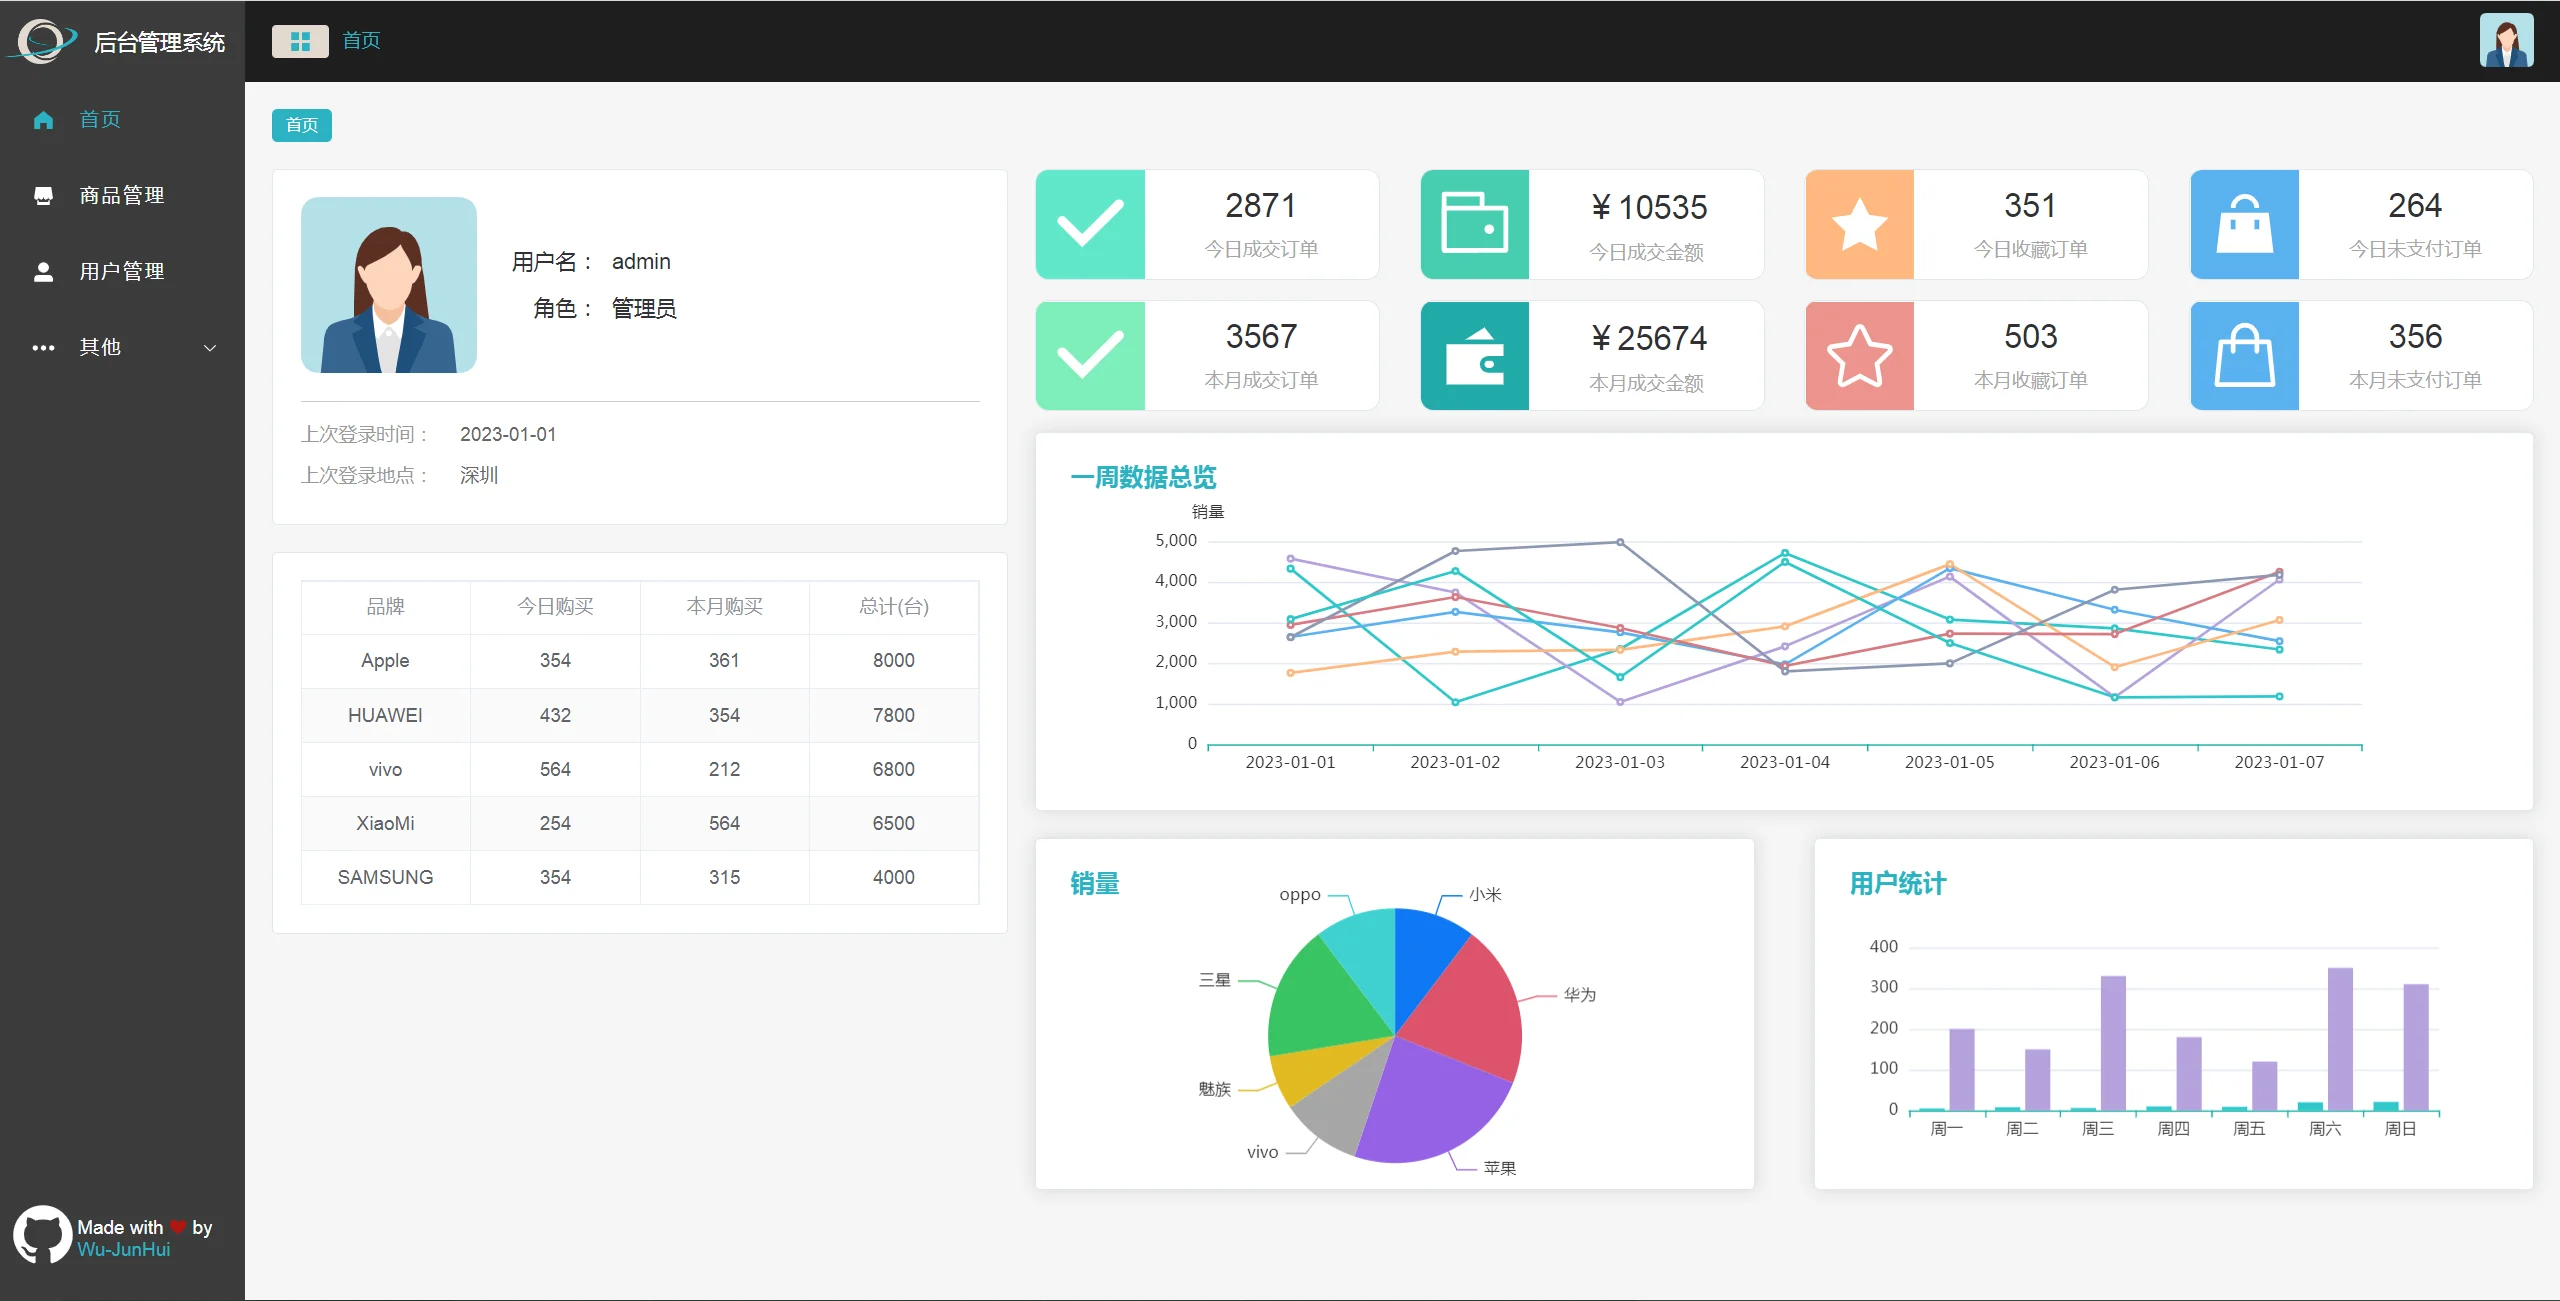 后台管理系统
首页
首页
商品管理
用户管理
其他
Made with ❤ by
Wu-JunHui
首页
用户名： admin
角色： 管理员
上次登录时间： 2023-01-01
上次登录地点： 深圳
品牌 今日购买 本月购买 总计(台)
Apple 354 361 8000
HUAWEI 432 354 7800
vivo 564 212 6800
XiaoMi 254 564 6500
SAMSUNG 354 315 4000
2871
今日成交订单
¥ 10535
今日成交金额
351
今日收藏订单
264
今日未支付订单
3567
本月成交订单
¥ 25674
本月成交金额
503
本月收藏订单
356
本月未支付订单
一周数据总览
销量
5,000
4,000
3,000
2,000
1,000
0
2023-01-01 2023-01-02 2023-01-03 2023-01-04 2023-01-05 2023-01-06 2023-01-07
销量
oppo 小米
三星 华为
魅族
vivo 苹果
用户统计
400
300
200
100
0
周一 周二 周三 周四 周五 周六 周日